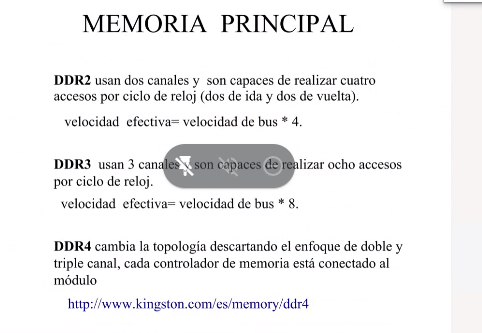 MEMORIA PRINCIPAL
DDR2 usan dos canales y son capaces de realizar cuatro
accesos por ciclo de reloj (dos de ida y dos de vuelta).
velocidad efectiva= velocidad de bus * 4.
DDR3 usan 3 canales y son capaces de realizar ocho accesos
por ciclo de reloj.
velocidad efectiva= velocidad de bus * 8.
DDR4 cambia la topología descartando el enfoque de doble y
triple canal, cada controlador de memoria está conectado al
módulo
http://www.kingston.com/es/memory/ddr4